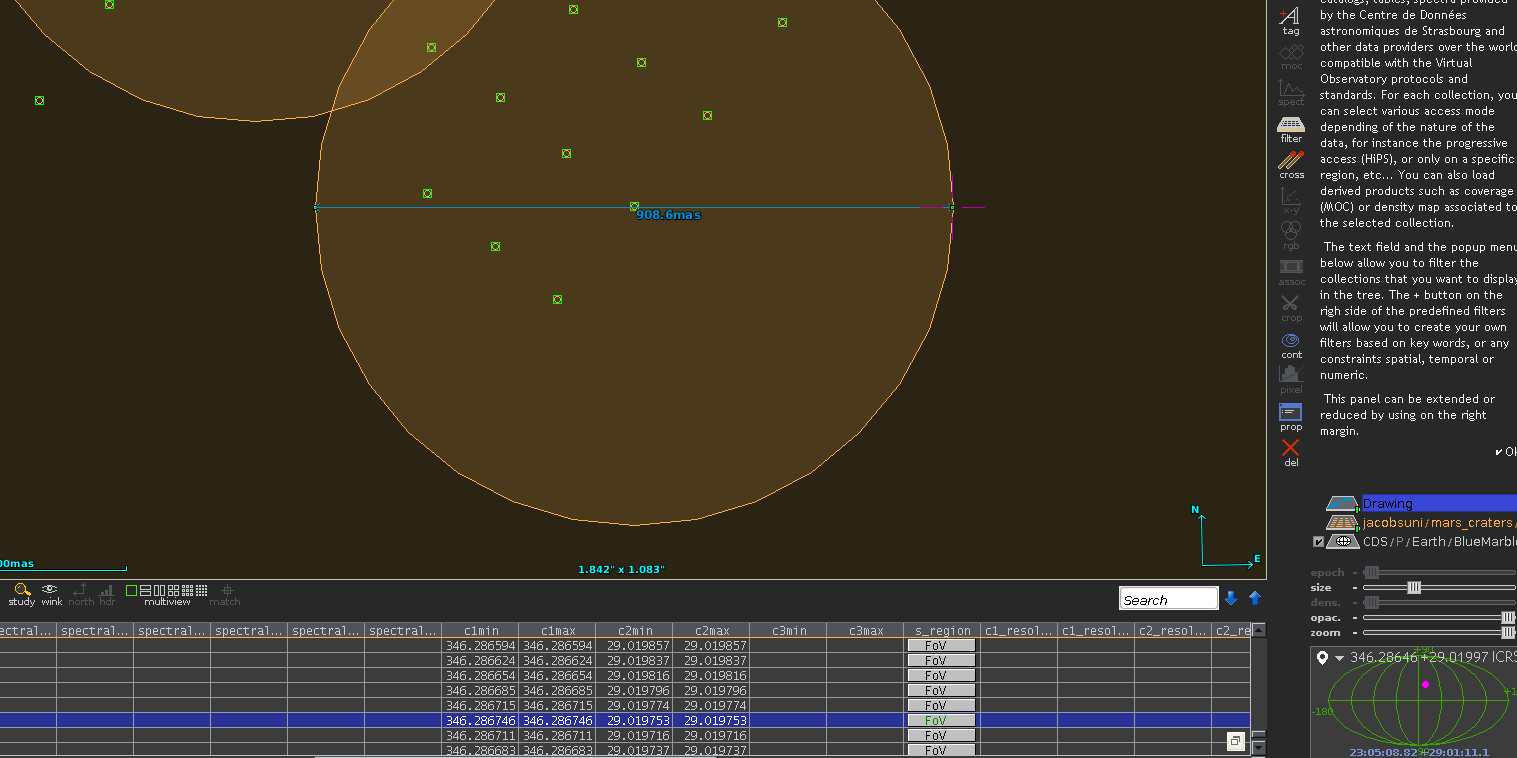 catalogs, tables, spectra provided
by the Centre de Données
astronomiques de Strasbourg and
other data providers over the world
compatible with the Virtual
Observatory protocols and
standards. For each collection, you
can select various access mode
depending of the nature of the
data, for instance the progressive
access (HiPS), or only on a specific
region, etc... You can also load
derived products such as coverage
(MOC) or density map associated to
the selected collection.
The text field and the popup menu
below allow you to filter the
collections that you want to display
in the tree. The + button on the
righ side of the predefined filters
will allow you to create your own
filters based on key words, or any
constraints spatial, temporal or
numeric.
This panel can be extended or
reduced by using on the right
margin.
Ok
tag
moc
spect
filter
cross
x-y
rgb
assoc
crop
cont
pixel
prop
del
908.6mas
N
E
00mas
1.842" x 1.083"
Drawing
jacobsuni/mars_craters/
CDS/P/Earth/BlueMarble
epoch
size
dens.
opac.
zoom
346.28646 +29.01997 ICRS
+90
-180
+1
-90
23:05:08.82 +29:01:11.1
study wink north hdr multiview match
Search
ectral... spectral... spectral... spectral... spectral... spectral... c1min c1max c2min c2max c3min c3max s_region c1_resol... c1_resol... c2_resol... c2_re
346.286594 346.286594 29.019857 29.019857 FoV
346.286624 346.286624 29.019837 29.019837 FoV
346.286654 346.286654 29.019816 29.019816 FoV
346.286685 346.286685 29.019796 29.019796 FoV
346.286715 346.286715 29.019774 29.019774 FoV
346.286746 346.286746 29.019753 29.019753 FoV
346.286711 346.286711 29.019716 29.019716 FoV
346.286683 346.286683 29.019737 29.019737 FoV